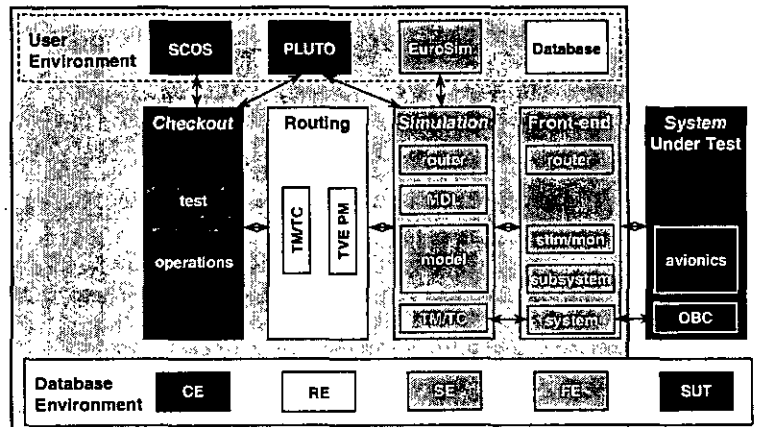 User
Environment
SCOS
PLUTO
EuroSim
Database
Checkout
test
operations
Routing
TM/TC
TVE PM
Simulation
router
MDL
model
TM/TC
Front-end
router
stim/mon
subsystem
system
System
Under Test
avionics
OBC
Database
Environment
CE
RE
SE
FE
SUT